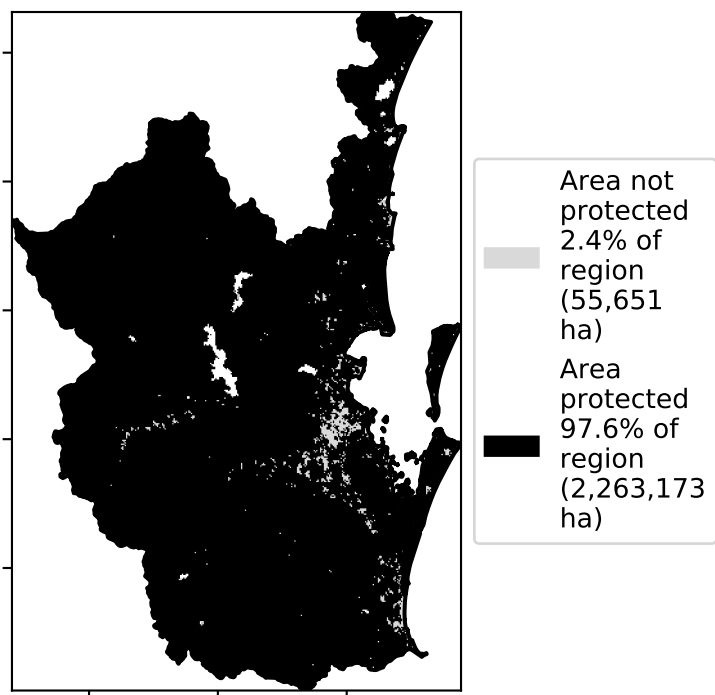 Area not
protected
2.4% of
region
(55,651
ha)
Area
protected
97.6% of
region
(2,263,173
ha)